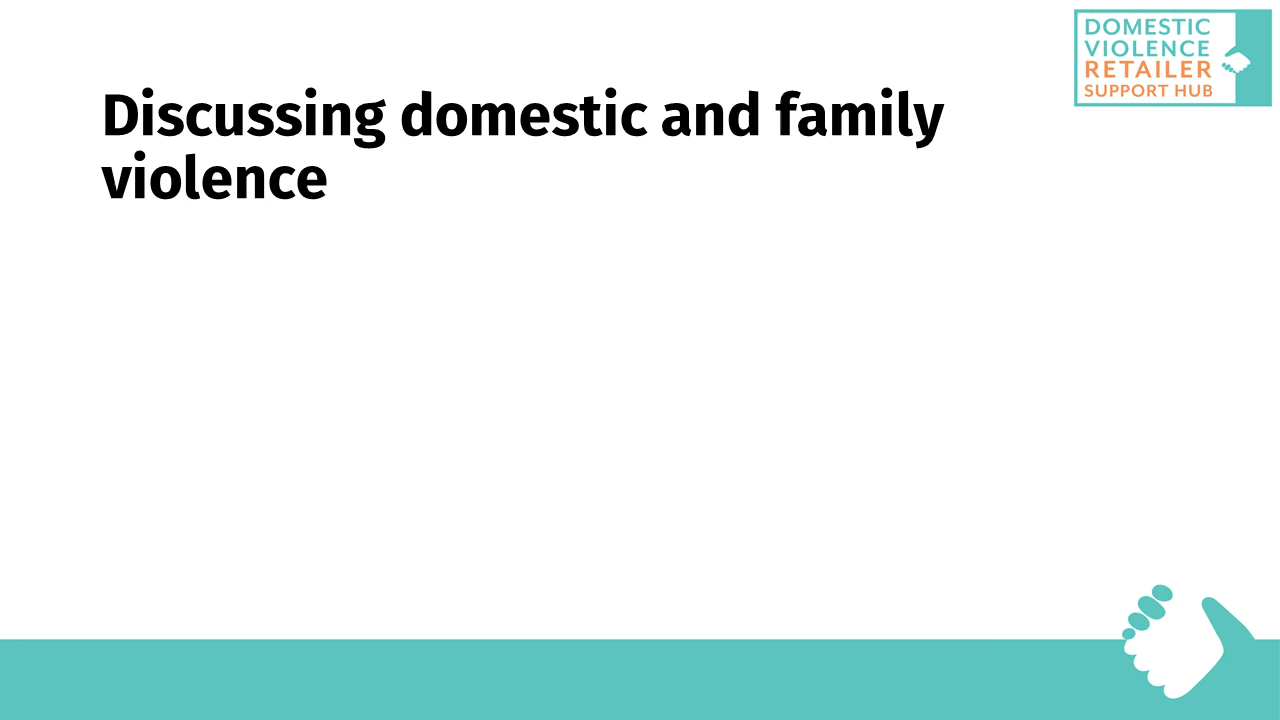 DOMESTIC
VIOLENCE
RETAILER
SUPPORT HUB
Discussing domestic and family
violence